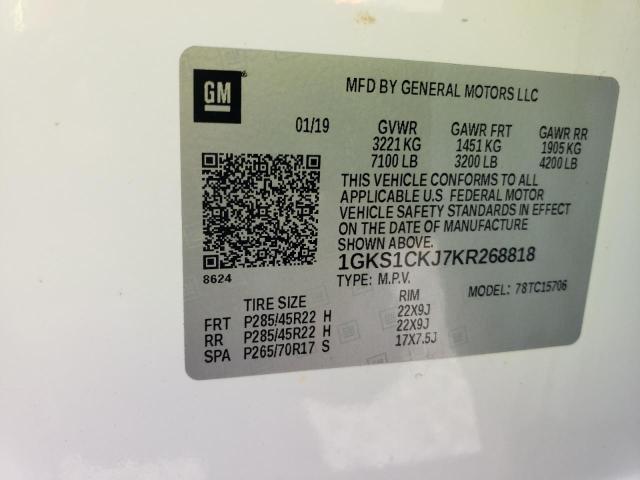 GM
MFD BY GENERAL MOTORS LLC
01/19 GVWR GAWR FRT GAWR RR
3221 KG 1451 KG 1905 KG
7100 LB 3200 LB 4200 LB
THIS VEHICLE CONFORMS TO ALL
APPLICABLE U.S FEDERAL MOTOR
VEHICLE SAFETY STANDARDS IN EFFECT
ON THE DATE OF MANUFACTURE
SHOWN ABOVE.
8624
1GKS1CKJ7KR268818
TYPE: M.P.V. MODEL: 78TC15706
TIRE SIZE RIM
FRT P285/45R22 H 22X9J
RR P285/45R22 H 22X9J
SPA P265/70R17 S 17X7.5J